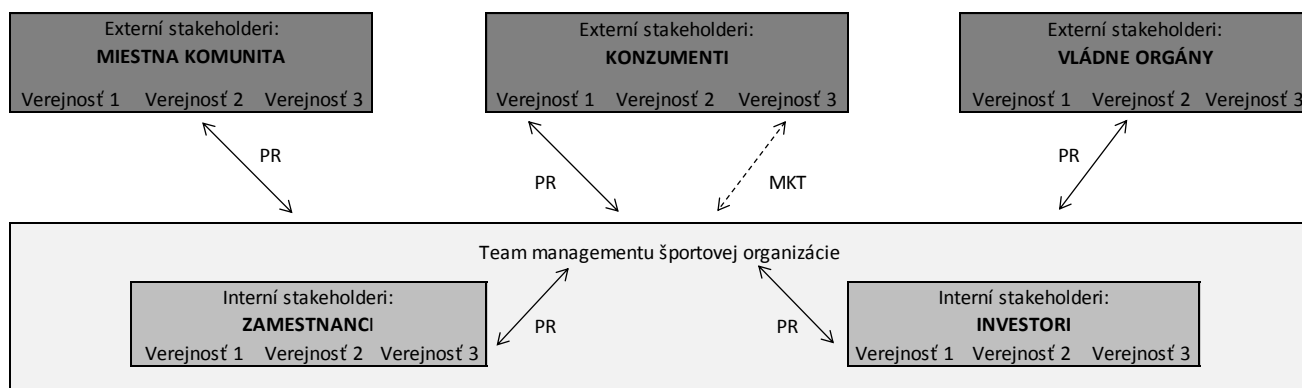 Externí stakeholderi:
MIESTNA KOMUNITA
Verejnosť 1 Verejnosť 2 Verejnosť 3
Externí stakeholderi:
KONZUMENTI
Verejnosť 1 Verejnosť 2 Verejnosť 3
Externí stakeholderi:
VLÁDNE ORGÁNY
Verejnosť 1 Verejnosť 2 Verejnosť 3
PR
PR
MKT
PR
Team managementu športovej organizácie
Interní stakeholderi:
ZAMESTNANCI
Verejnosť 1 Verejnosť 2 Verejnosť 3
PR
PR
Interní stakeholderi:
INVESTORI
Verejnosť 1 Verejnosť 2 Verejnosť 3